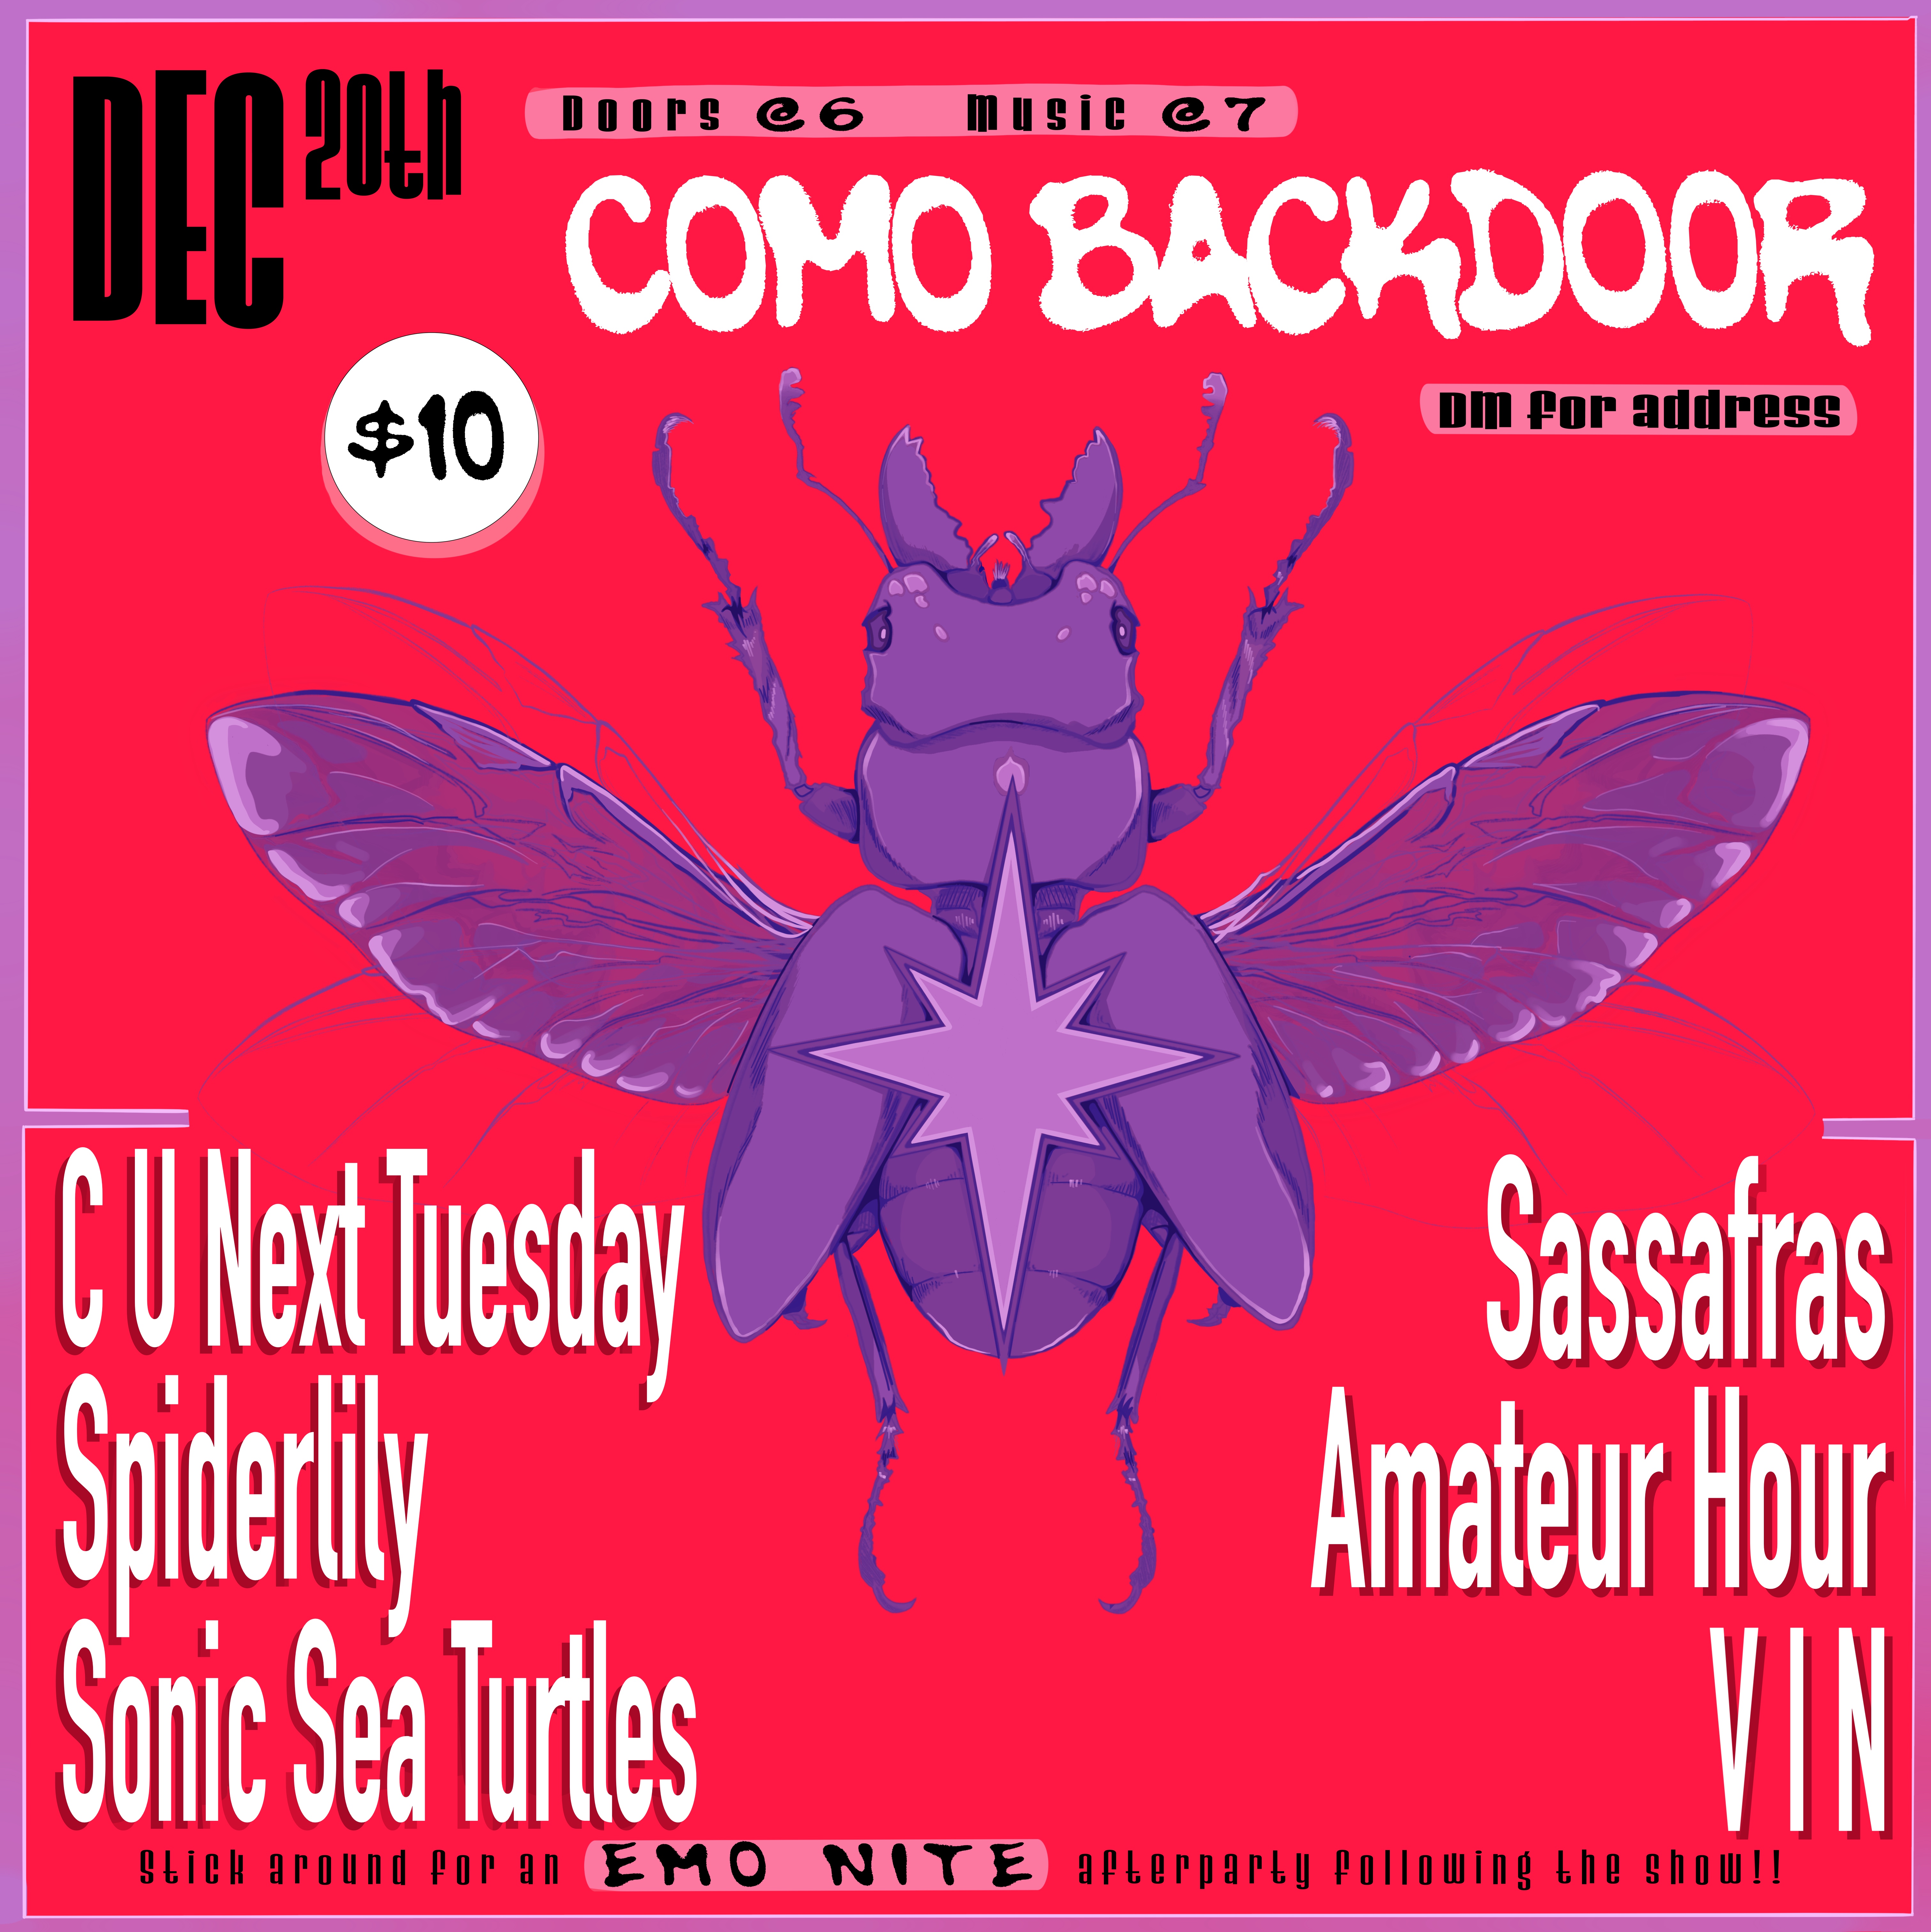 DEC 20th
Doors @6 Music @7
COMO BACKDOOR
$10
DM for address
C U Next Tuesday
Spiderlily
Sonic Sea Turtles
Sassafras
Amateur Hour
V I N
Stick around for an EMO NITE afterparty following the show!!